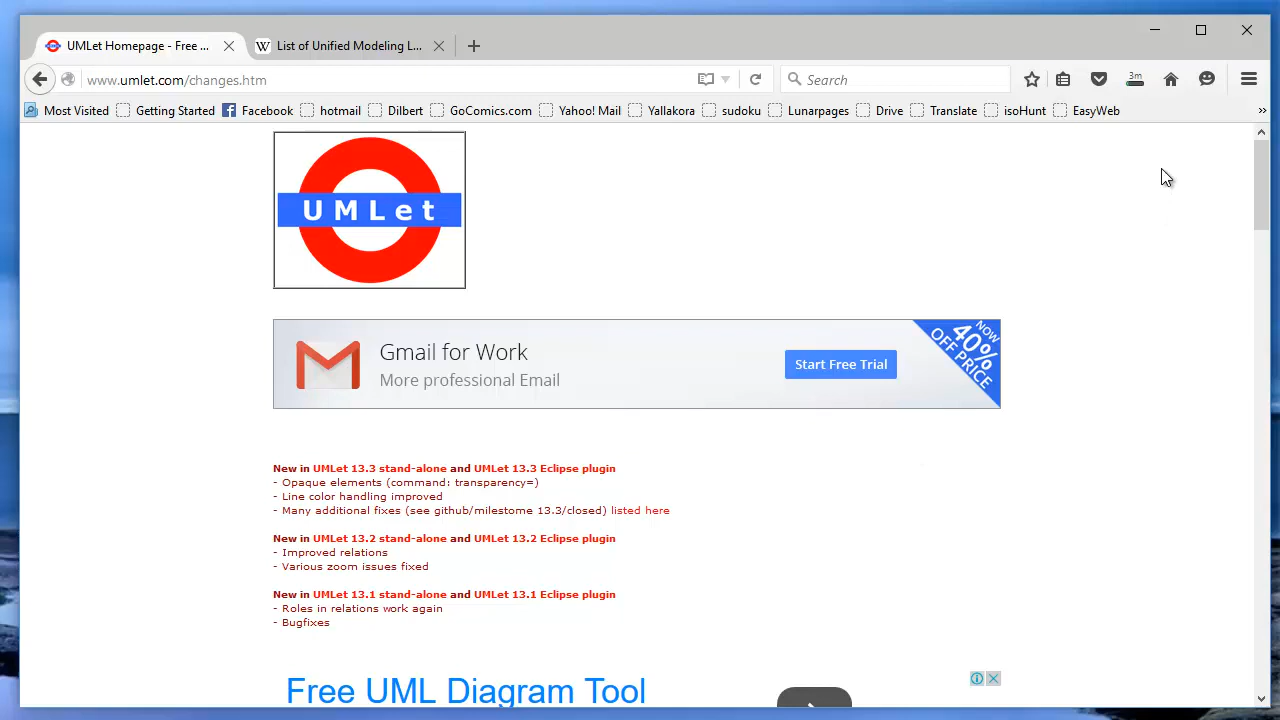 UMLet Homepage - Free ...
List of Unified Modeling L...
www.umlet.com/changes.htm
Search
3m
Most Visited
Getting Started
Facebook
hotmail
Dilbert
GoComics.com
Yahoo! Mail
Yallakora
sudoku
Lunarpages
Drive
Translate
isoHunt
EasyWeb
UMLet
Gmail for Work
More professional Email
Start Free Trial
NOW
40%
OFF PRICE
New in UMLet 13.3 stand-alone and UMLet 13.3 Eclipse plugin
- Opaque elements (command: transparency=)
- Line color handling improved
- Many additional fixes (see github/milestome 13.3/closed) listed here
New in UMLet 13.2 stand-alone and UMLet 13.2 Eclipse plugin
- Improved relations
- Various zoom issues fixed
New in UMLet 13.1 stand-alone and UMLet 13.1 Eclipse plugin
- Roles in relations work again
- Bugfixes
Free UML Diagram Tool